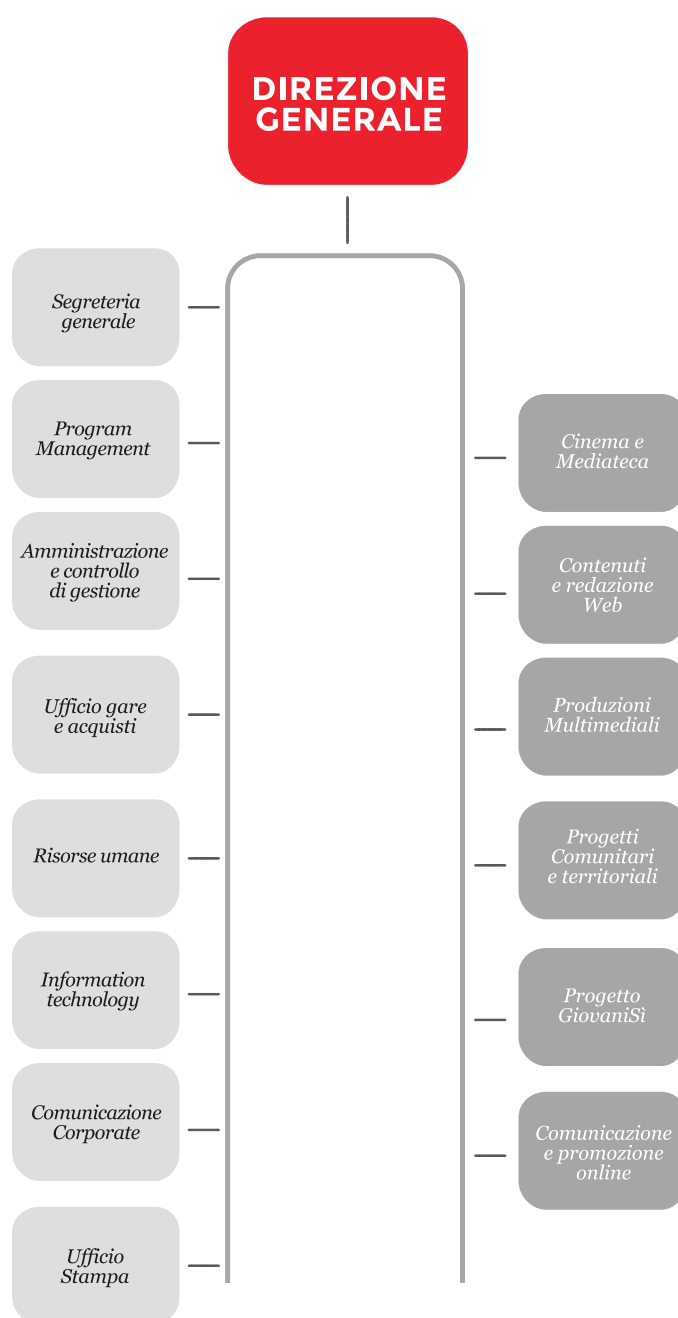 DIREZIONE
GENERALE
Segreteria
generale
Program
Management
Amministrazione
e controllo
di gestione
Ufficio gare
e acquisti
Risorse umane
Information
technology
Comunicazione
Corporate
Ufficio
Stampa
Cinema e
Mediateca
Contenuti
e redazione
Web
Produzioni
Multimediali
Progetti
Comunitari
e territoriali
Progetto
GiovaniSì
Comunicazione
e promozione
online